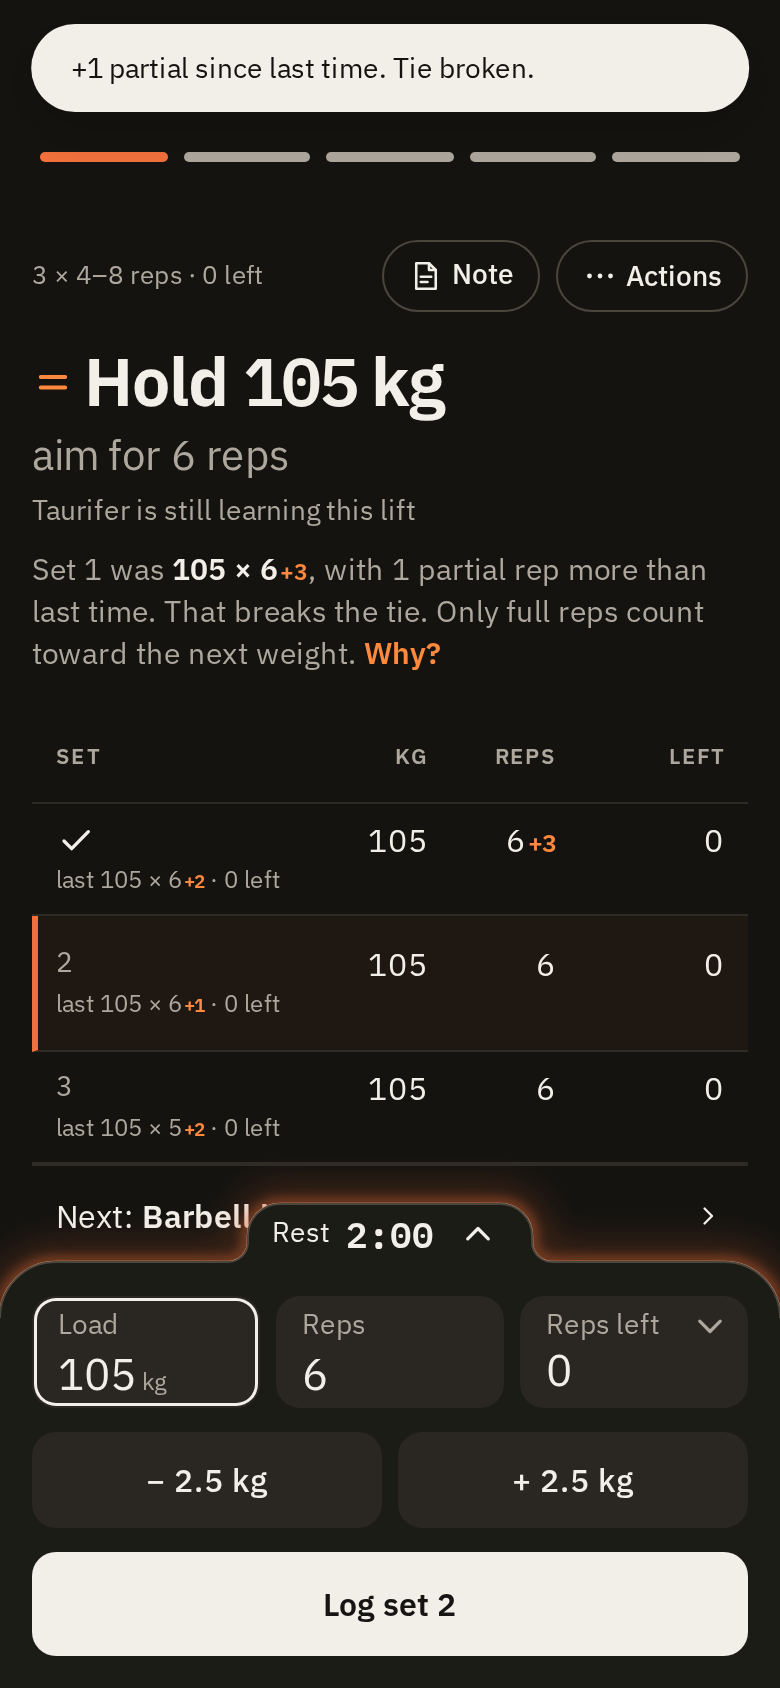 +1 partial since last time. Tie broken.
3 × 4–8 reps · 0 left
Note
··· Actions
= Hold 105 kg
aim for 6 reps
Taurifer is still learning this lift
Set 1 was 105 × 6+3, with 1 partial rep more than
last time. That breaks the tie. Only full reps count
toward the next weight. Why?
SET KG REPS LEFT
✓ 105 6+3 0
last 105 × 6+2 · 0 left
2 105 6 0
last 105 × 6+1 · 0 left
3 105 6 0
last 105 × 5+2 · 0 left
Next: Barbell
Rest 2:00
Load Reps Reps left
105 kg 6 0
− 2.5 kg + 2.5 kg
Log set 2